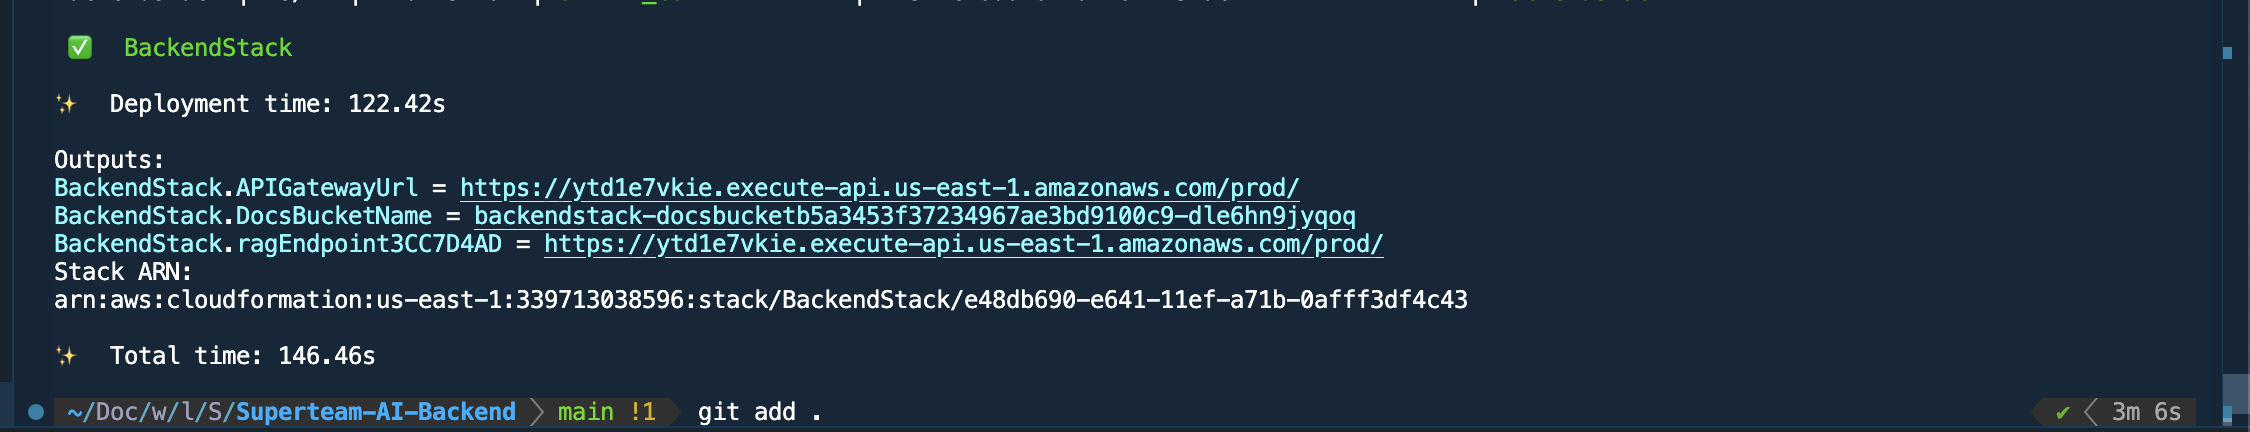 ✅ BackendStack
✨ Deployment time: 122.42s
Outputs:
BackendStack.APIGatewayUrl = https://ytd1e7vkie.execute-api.us-east-1.amazonaws.com/prod/
BackendStack.DocsBucketName = backendstack-docsbucketb5a3453f37234967ae3bd9100c9-dle6hn9jyqoq
BackendStack.ragEndpoint3CC7D4AD = https://ytd1e7vkie.execute-api.us-east-1.amazonaws.com/prod/
Stack ARN:
arn:aws:cloudformation:us-east-1:339713038596:stack/BackendStack/e48db690-e641-11ef-a71b-0afff3df4c43
✨ Total time: 146.46s
~/Doc/w/l/S/Superteam-AI-Backend main !1 git add . ✔ 3m 6s